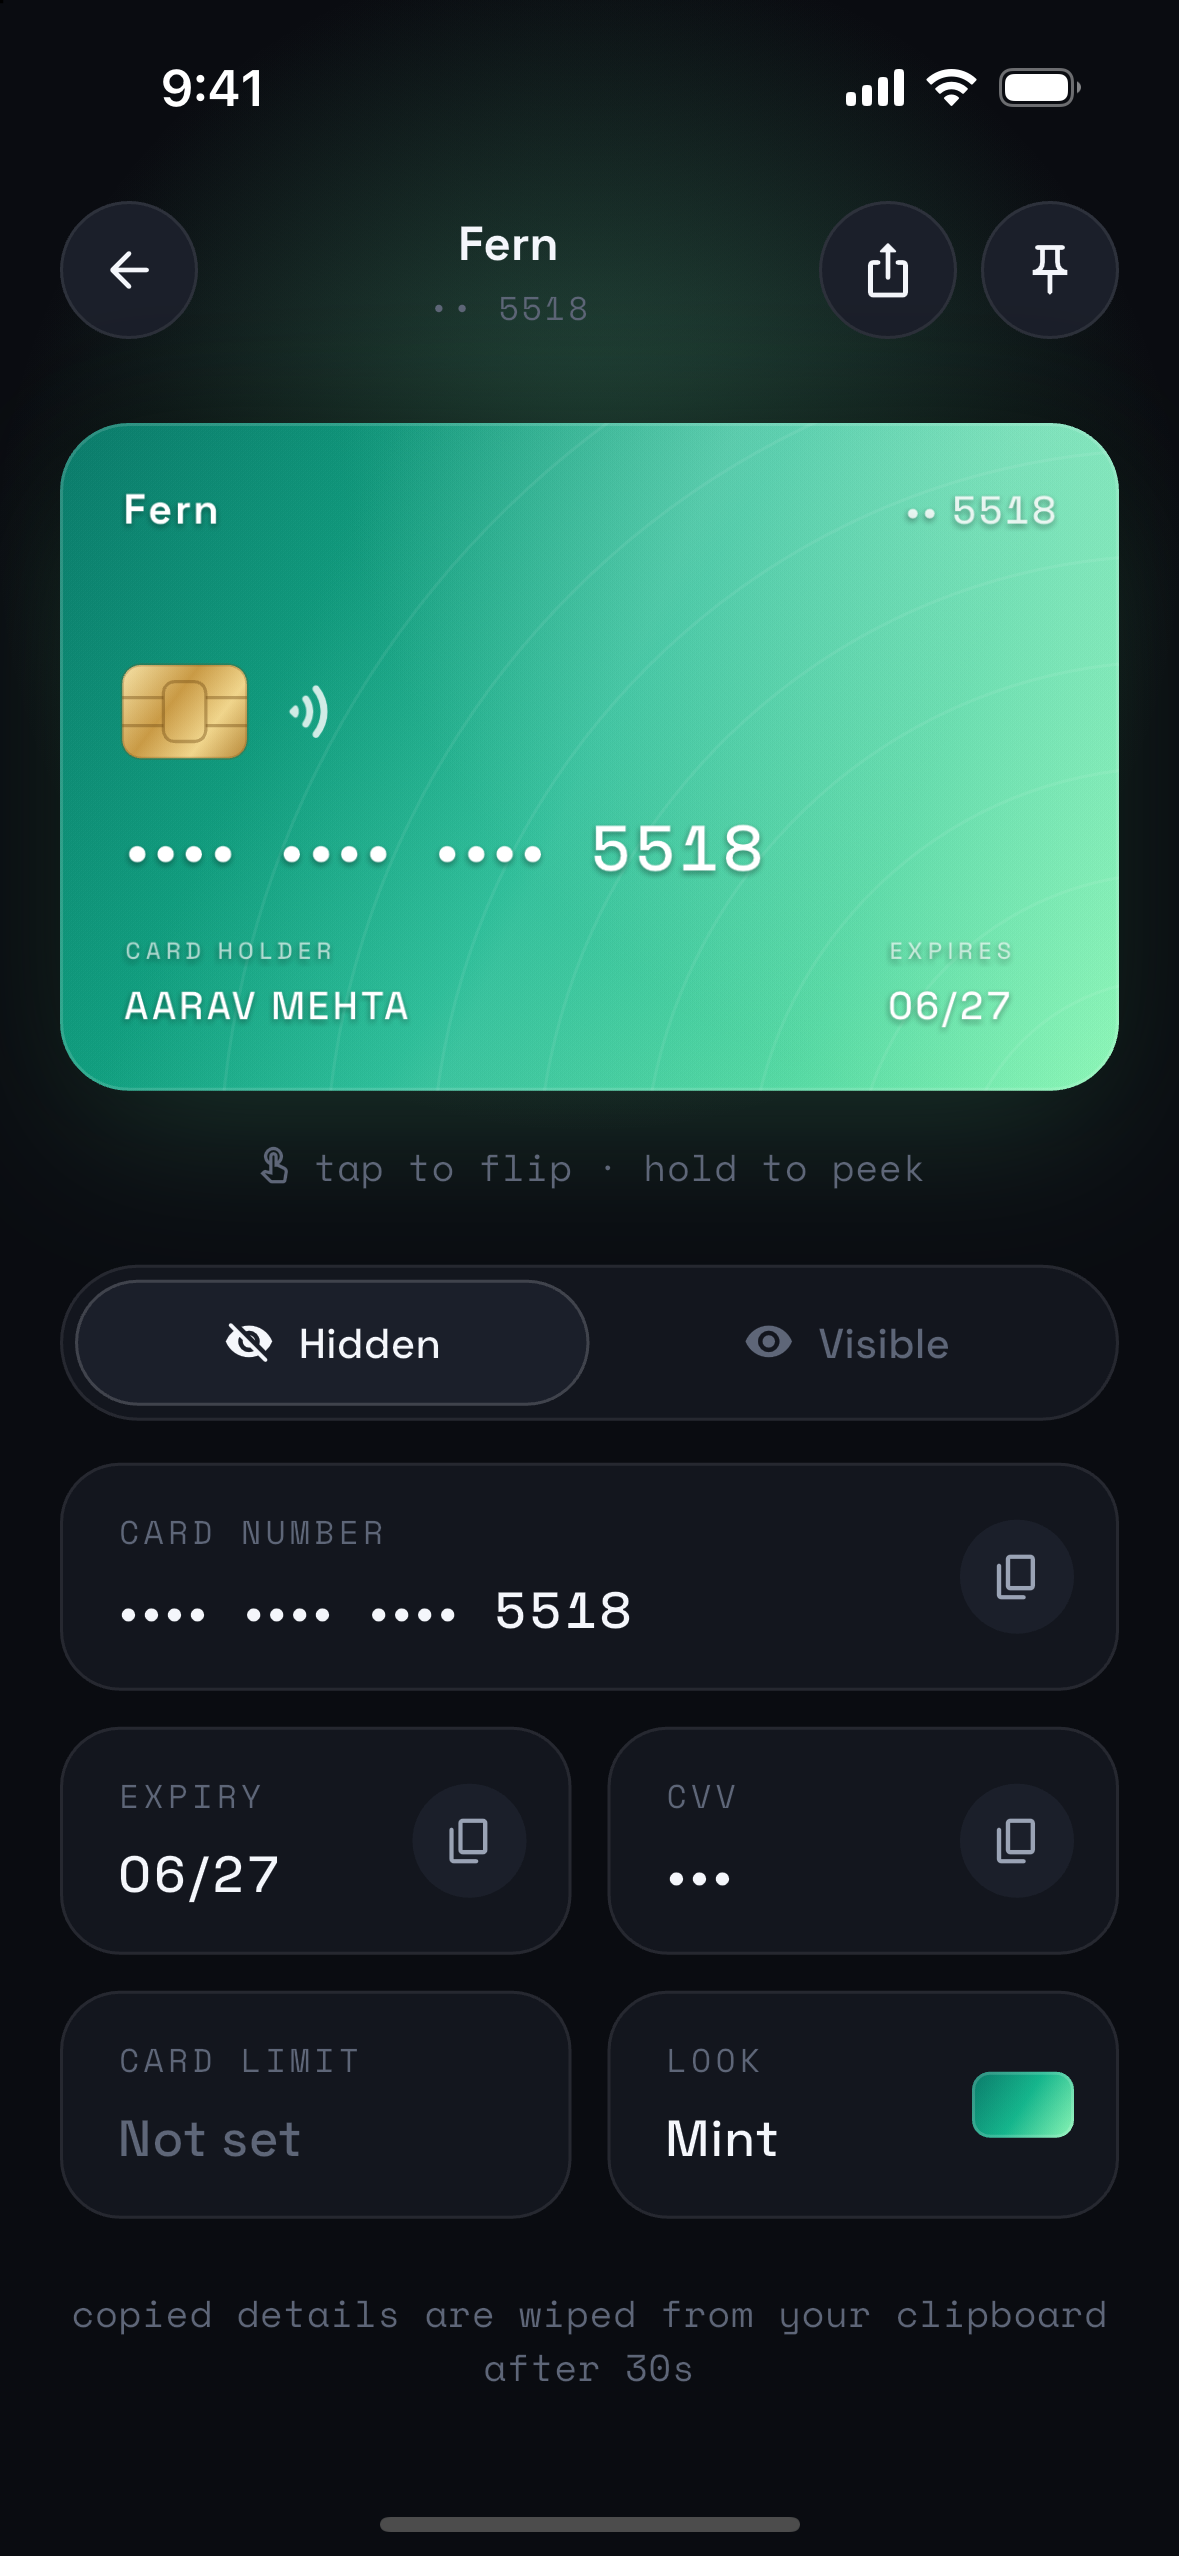 9:41
Fern
•• 5518
Fern
•• 5518
•••• •••• •••• 5518
CARD HOLDER
EXPIRES
AARAV MEHTA
06/27
tap to flip · hold to peek
Hidden
Visible
CARD NUMBER
•••• •••• •••• 5518
EXPIRY
06/27
CVV
•••
CARD LIMIT
Not set
LOOK
Mint
copied details are wiped from your clipboard
after 30s